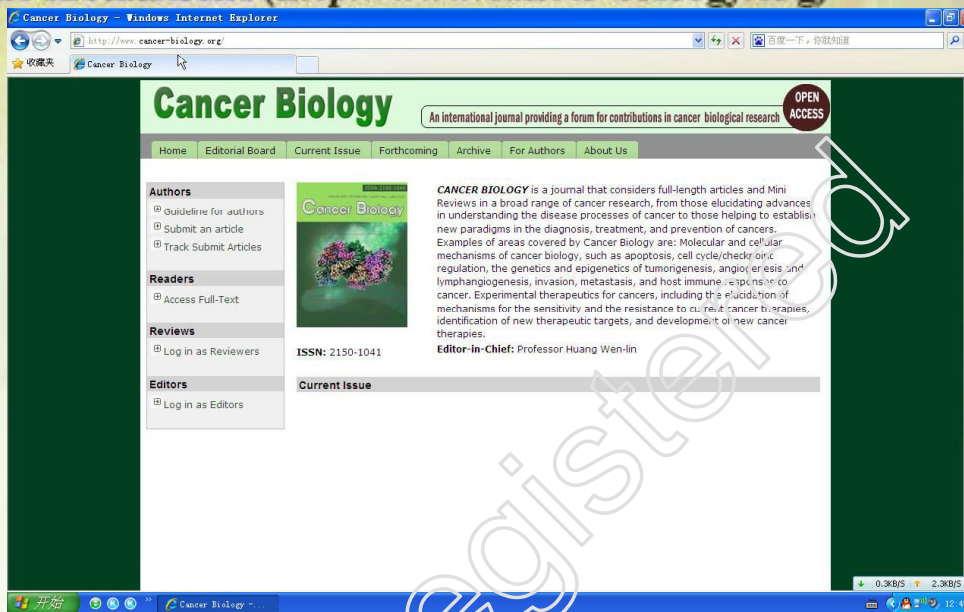 Cancer Biology - Windows Internet Explorer
http://www.cancer-biology.org/
百度一下，你就知道
收藏夹
Cancer Biology
Cancer Biology
An international journal providing a forum for contributions in cancer biological research
OPEN
ACCESS
Home Editorial Board Current Issue Forthcoming Archive For Authors About Us
Authors
Guideline for authors
Submit an article
Track Submit Articles
Readers
Access Full-Text
Reviews
Log in as Reviewers
Editors
Log in as Editors
ISSN 2150-1041
Cancer Biology
ISSN: 2150-1041
CANCER BIOLOGY is a journal that considers full-length articles and Mini
Reviews in a broad range of cancer research, from those elucidating advances
in understanding the disease processes of cancer to those helping to establish
new paradigms in the diagnosis, treatment, and prevention of cancers.
Examples of areas covered by Cancer Biology are: Molecular and cellular
mechanisms of cancer biology, such as apoptosis, cell cycle/checkpoint
regulation, the genetics and epigenetics of tumorigenesis, angiogenesis and
lymphangiogenesis, invasion, metastasis, and host immune responses to
cancer. Experimental therapeutics for cancers, including the elucidation of
mechanisms for the sensitivity and the resistance to current cancer therapies,
identification of new therapeutic targets, and development of new cancer
therapies.
Editor-in-Chief: Professor Huang Wen-lin
Current Issue
egistered
0.3KB/S 2.3KB/S
开始
Cancer Biology -...
12:4